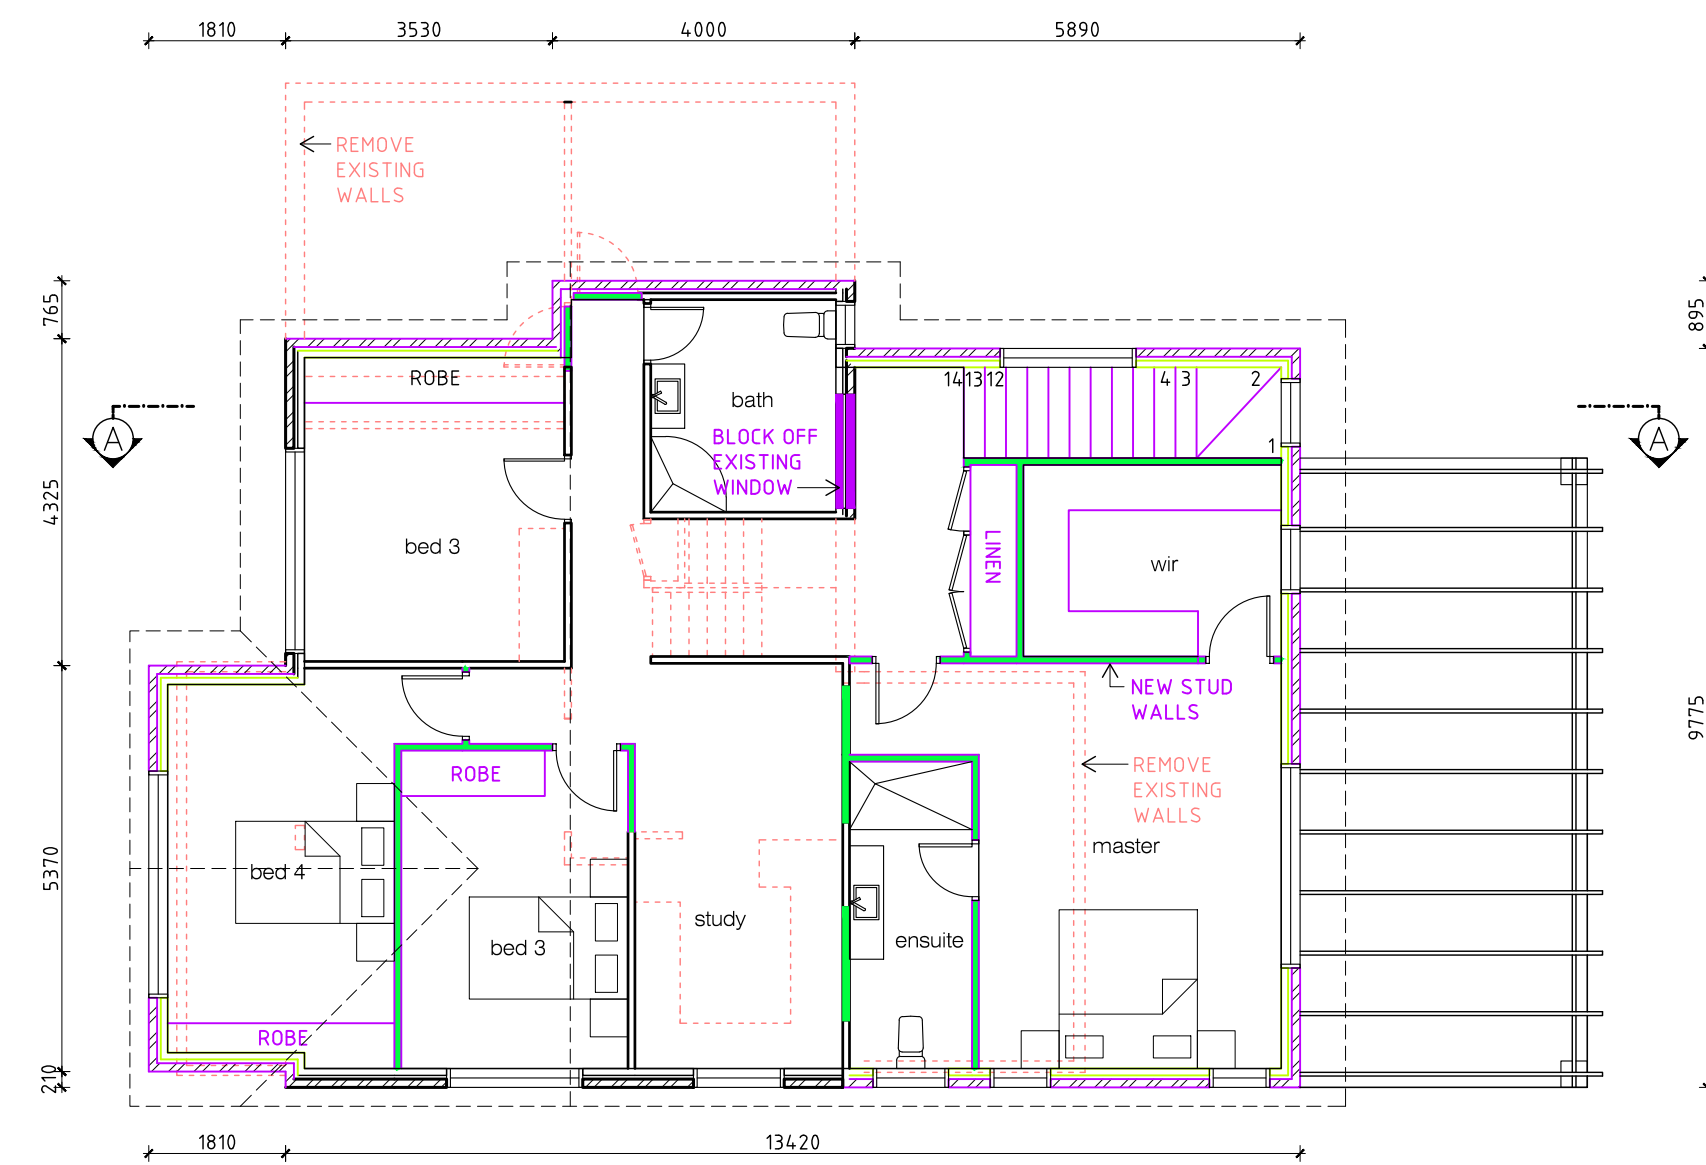 1810 3530 4000 5890
REMOVE
EXISTING
WALLS
765
895
ROBE
14 13 12 4 3 2
1
bath
BLOCK OFF
EXISTING
WINDOW
A
A
4325
bed 3
LINEN
wir
NEW STUD
WALLS
9775
ROBE
REMOVE
EXISTING
WALLS
master
5370
bed 4
study
bed 3
ensuite
ROBE
210
1810 13420